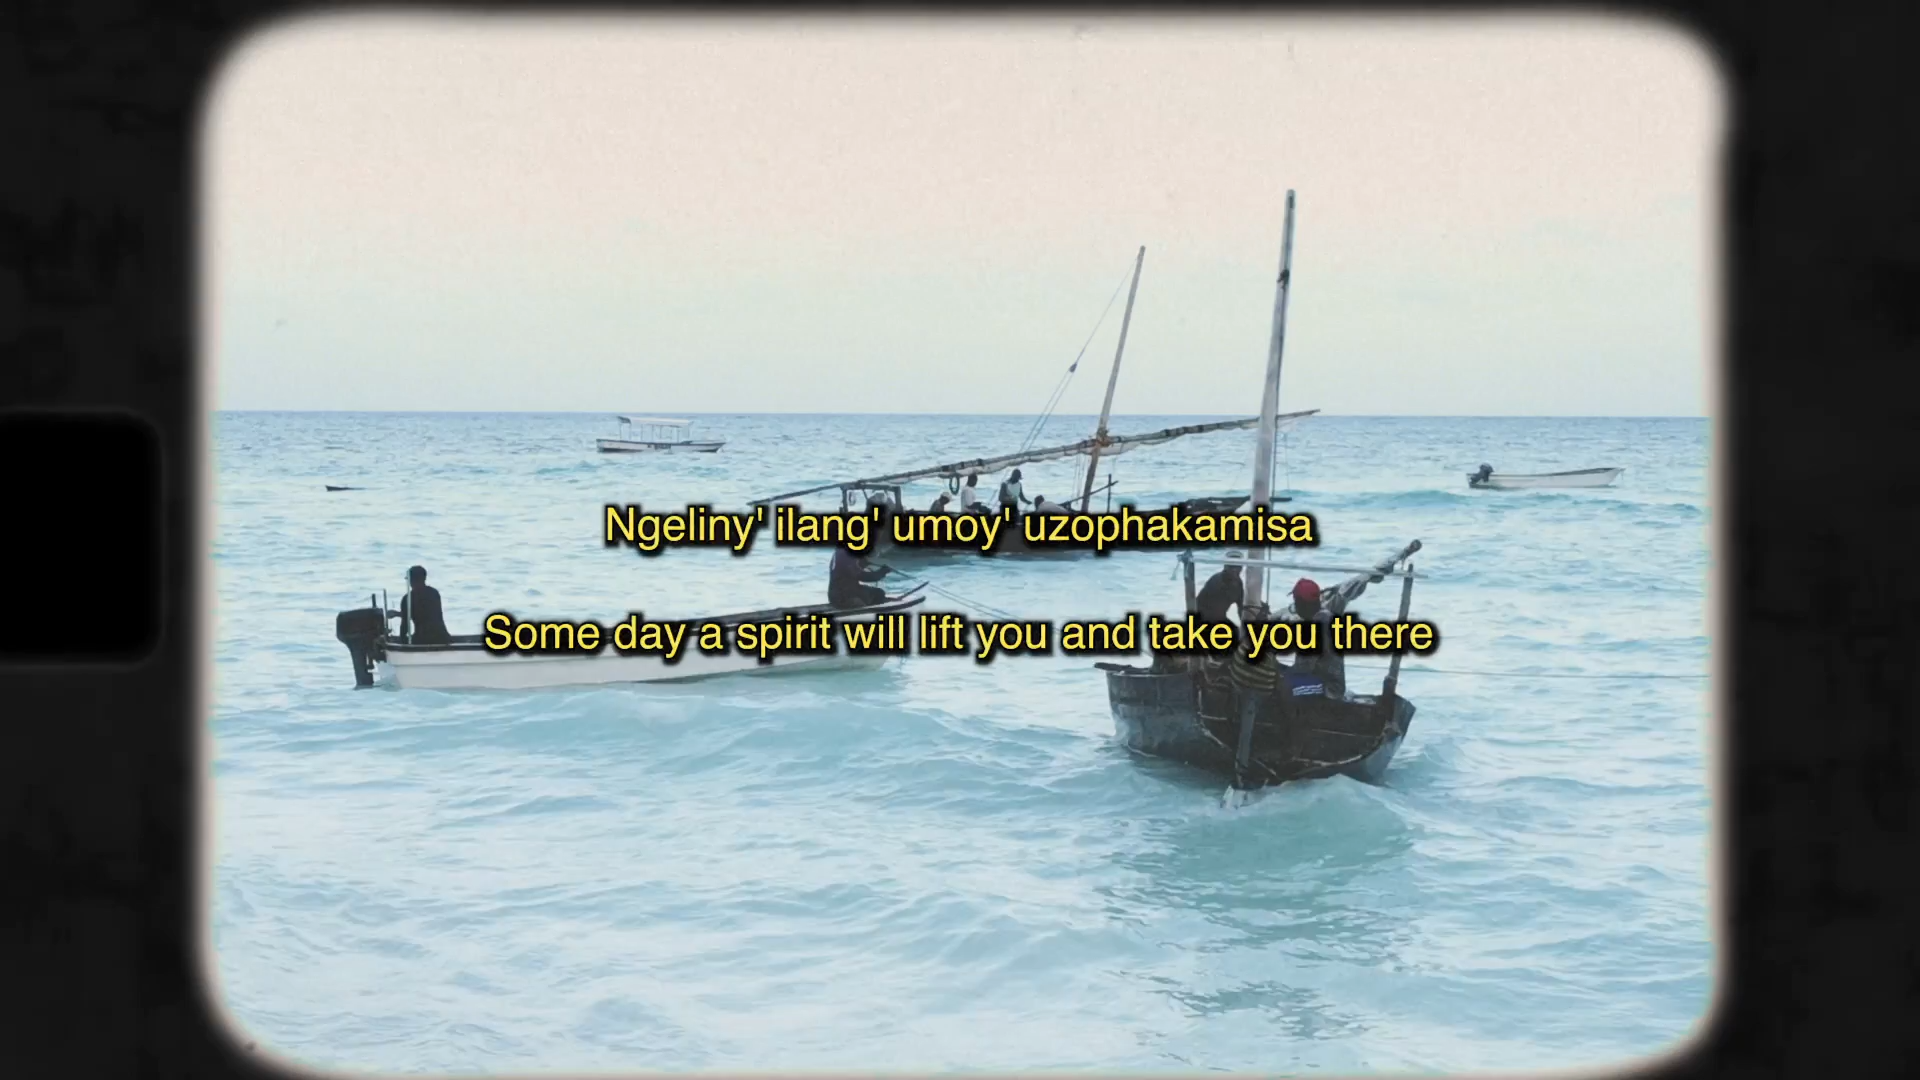 Ngeliny' ilang' umoy' uzophakamisa
Some day a spirit will lift you and take you there